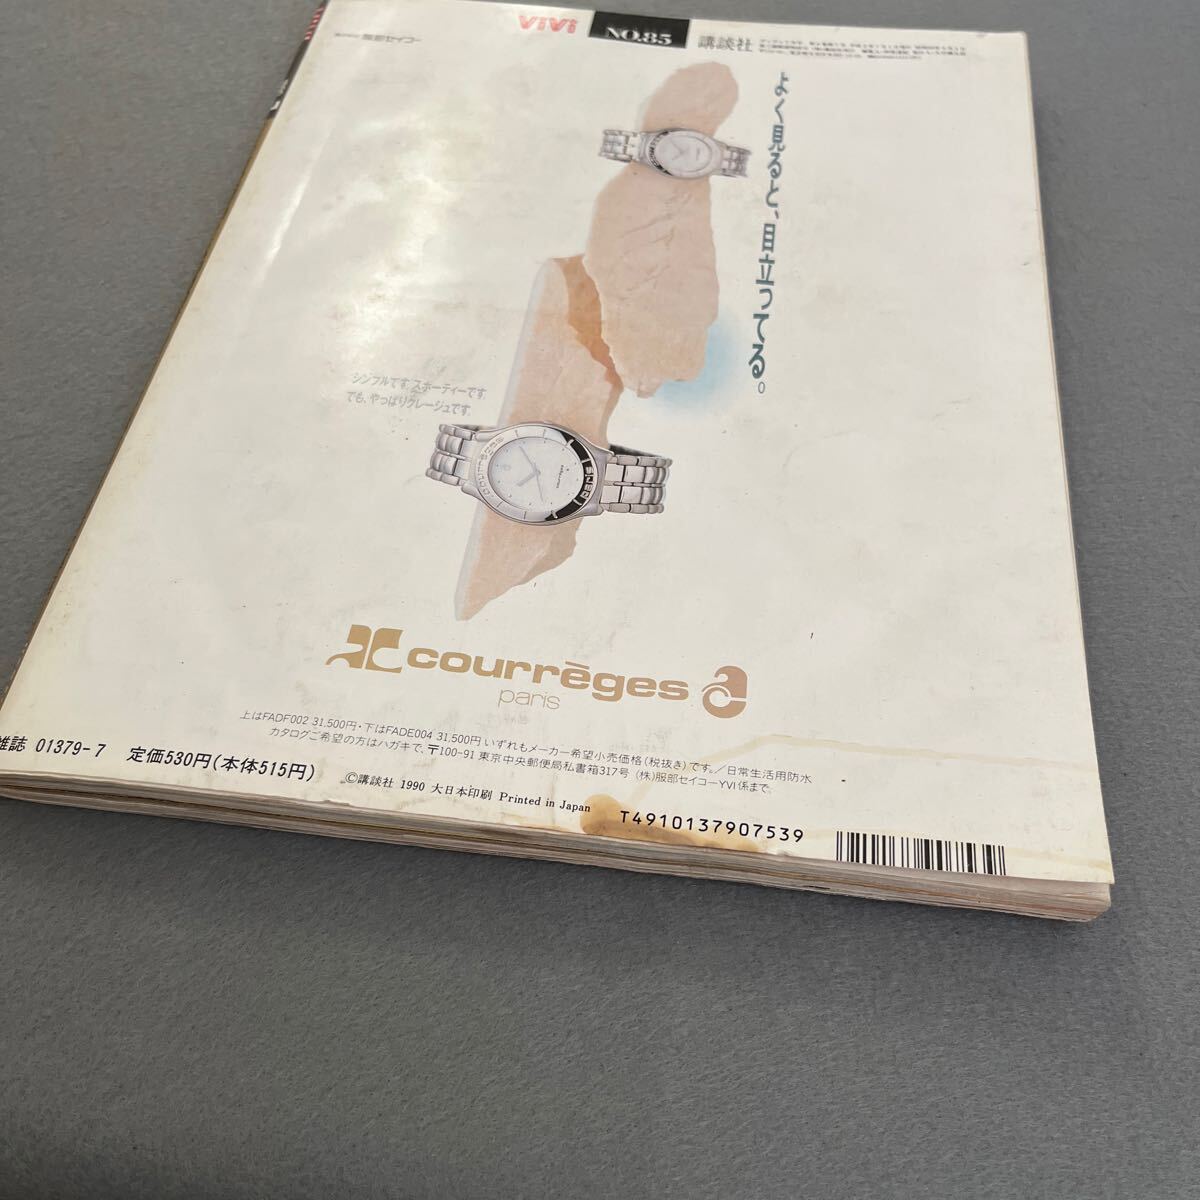 ViVi NO.85 講談社
服部セイコー
よく見ると、目立ってる。
シンプルです。スポーティーです。
でも、やっぱりクレージュです。
courrēges
courrēges
paris
上はFADF002 31.500円・下はFADE004 31.500円 いずれもメーカー希望小売価格(税抜き)です。/日常生活用防水
カタログご希望の方はハガキで、〒100-91 東京中央郵便局私書箱317号 (株)服部セイコーYVI係まで。
雑誌 01379-7 定価530円(本体515円)
©講談社 1990 大日本印刷 Printed in Japan
T4910137907539